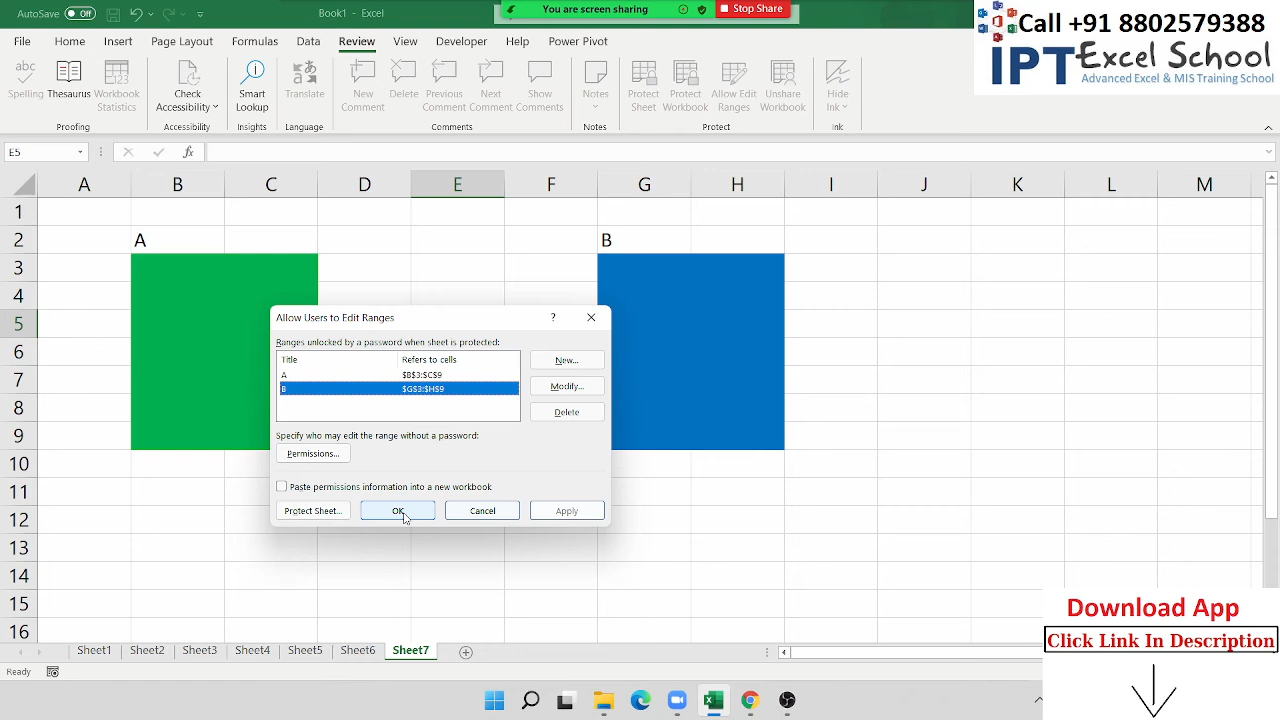 AutoSave Off
Book1 - Excel
You are screen sharing
Stop Share
Call +91 8802579388
IPT Excel School
Advanced Excel & MIS Training School
File Home Insert Page Layout Formulas Data Review View Developer Help Power Pivot
abc
Spelling
Thesaurus
Workbook
Statistics
Check
Accessibility
Smart
Lookup
Translate
New
Comment
Delete
Previous
Comment
Next
Comment
Show
Comments
Notes
Protect
Sheet
Protect
Workbook
Allow Edit
Ranges
Unshare
Workbook
Hide
Ink
Proofing Accessibility Insights Language Comments Notes Protect Ink
E5
fx
A B C D E F G H I J K L M
1
2 A B
3
4
5
6
7
8
9
10
11
12
13
14
15
16
Allow Users to Edit Ranges ?
Ranges unlocked by a password when sheet is protected:
Title Refers to cells
A $B$3:$C$9
B $G$3:$H$9
New...
Modify...
Delete
Specify who may edit the range without a password:
Permissions...
Paste permissions information into a new workbook
Protect Sheet... OK Cancel Apply
Download App
Click Link In Description
Sheet1 Sheet2 Sheet3 Sheet4 Sheet5 Sheet6 Sheet7
Ready